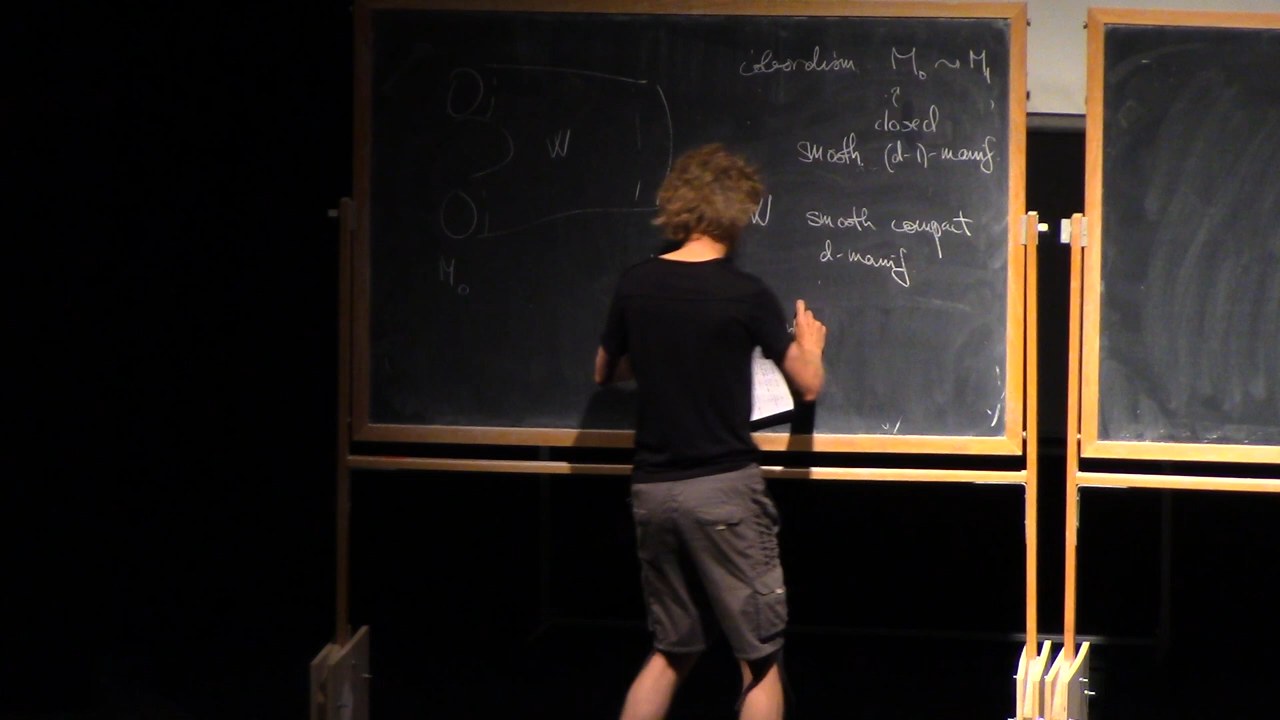 cobordism M₀ ~ M₁
closed
smooth (d-1)-manif
W
W smooth compact
d-manif
M₀